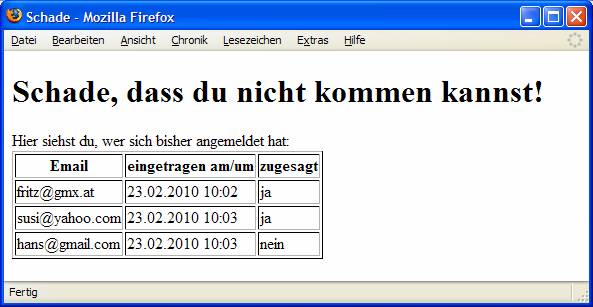 Schade - Mozilla Firefox
Datei Bearbeiten Ansicht Chronik Lesezeichen Extras Hilfe
Schade, dass du nicht kommen kannst!
Hier siehst du, wer sich bisher angemeldet hat:
Email eingetragen am/um zugesagt
fritz@gmx.at 23.02.2010 10:02 ja
susi@yahoo.com 23.02.2010 10:03 ja
hans@gmail.com 23.02.2010 10:03 nein
Fertig